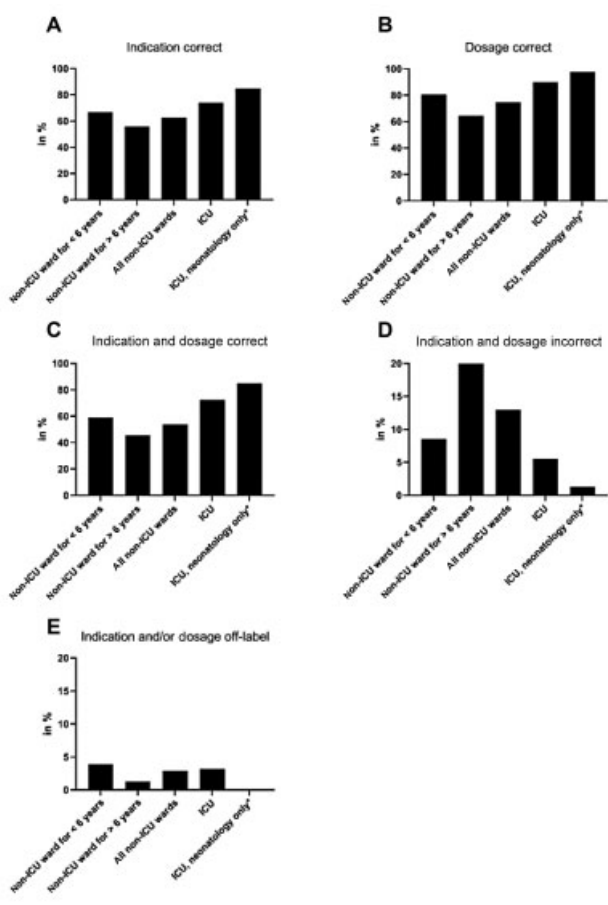 A
Indication correct
in %
100
80
60
40
20
0
Non-ICU ward for < 6 years
Non-ICU ward for > 6 years
All non-ICU wards
ICU
ICU, neonatology only*
B
Dosage correct
in %
100
80
60
40
20
0
Non-ICU ward for < 6 years
Non-ICU ward for > 6 years
All non-ICU wards
ICU
ICU, neonatology only*
C
Indication and dosage correct
in %
100
80
60
40
20
0
Non-ICU ward for < 6 years
Non-ICU ward for > 6 years
All non-ICU wards
ICU
ICU, neonatology only*
D
Indication and dosage incorrect
in %
20
15
10
5
0
Non-ICU ward for < 6 years
Non-ICU ward for > 6 years
All non-ICU wards
ICU
ICU, neonatology only*
E
Indication and/or dosage off-label
in %
20
15
10
5
0
Non-ICU ward for < 6 years
Non-ICU ward for > 6 years
All non-ICU wards
ICU
ICU, neonatology only*